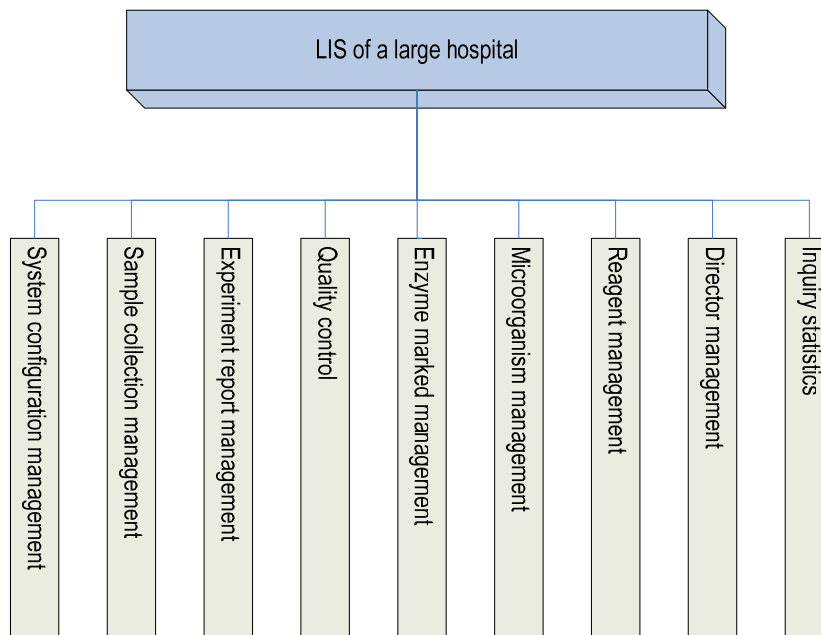 LIS of a large hospital
System configuration management
Sample collection management
Experiment report management
Quality control
Enzyme marked management
Microorganism management
Reagent management
Director management
Inquiry statistics